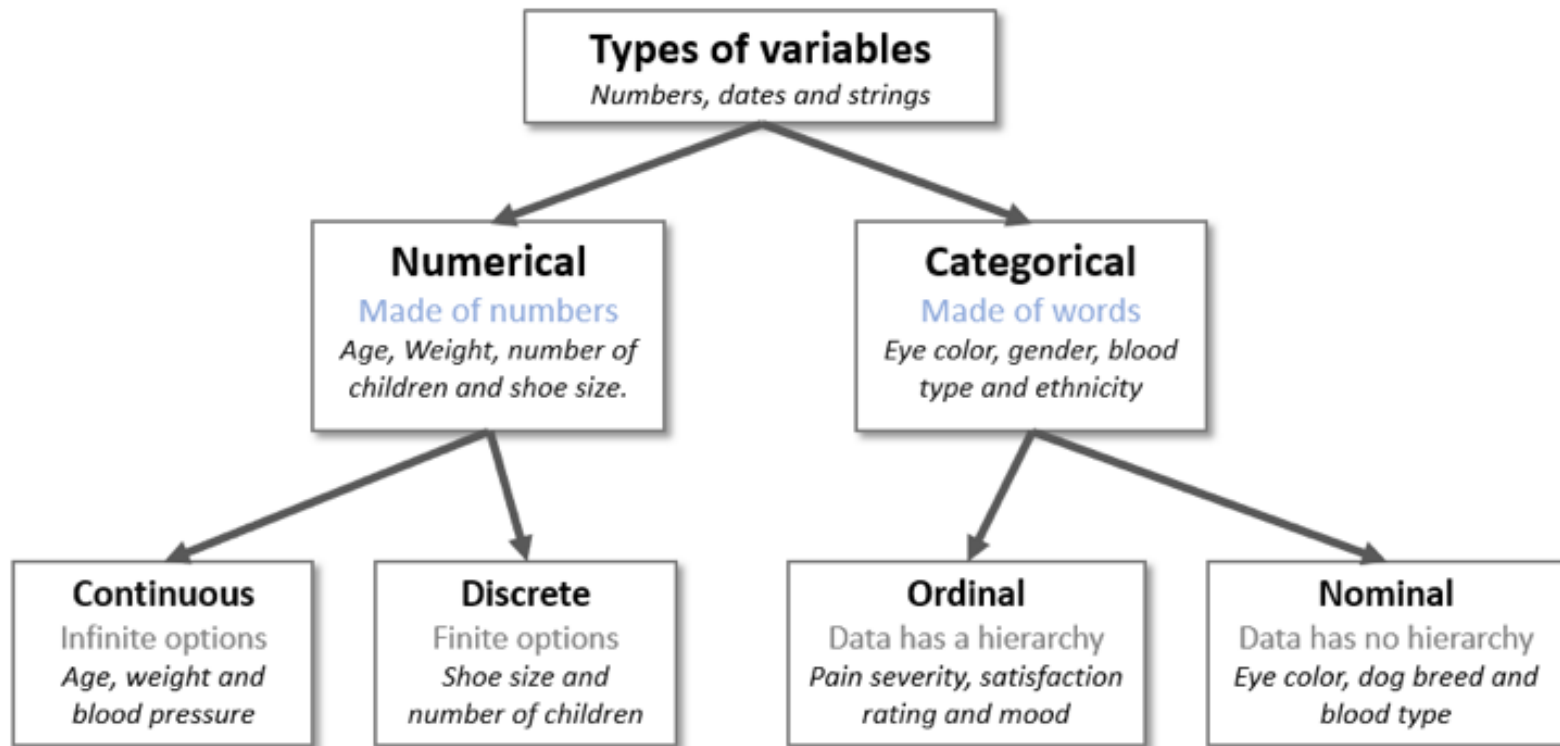 Types of variables
Numbers, dates and strings
Numerical
Made of numbers
Age, Weight, number of
children and shoe size.
Categorical
Made of words
Eye color, gender, blood
type and ethnicity
Continuous
Infinite options
Age, weight and
blood pressure
Discrete
Finite options
Shoe size and
number of children
Ordinal
Data has a hierarchy
Pain severity, satisfaction
rating and mood
Nominal
Data has no hierarchy
Eye color, dog breed and
blood type